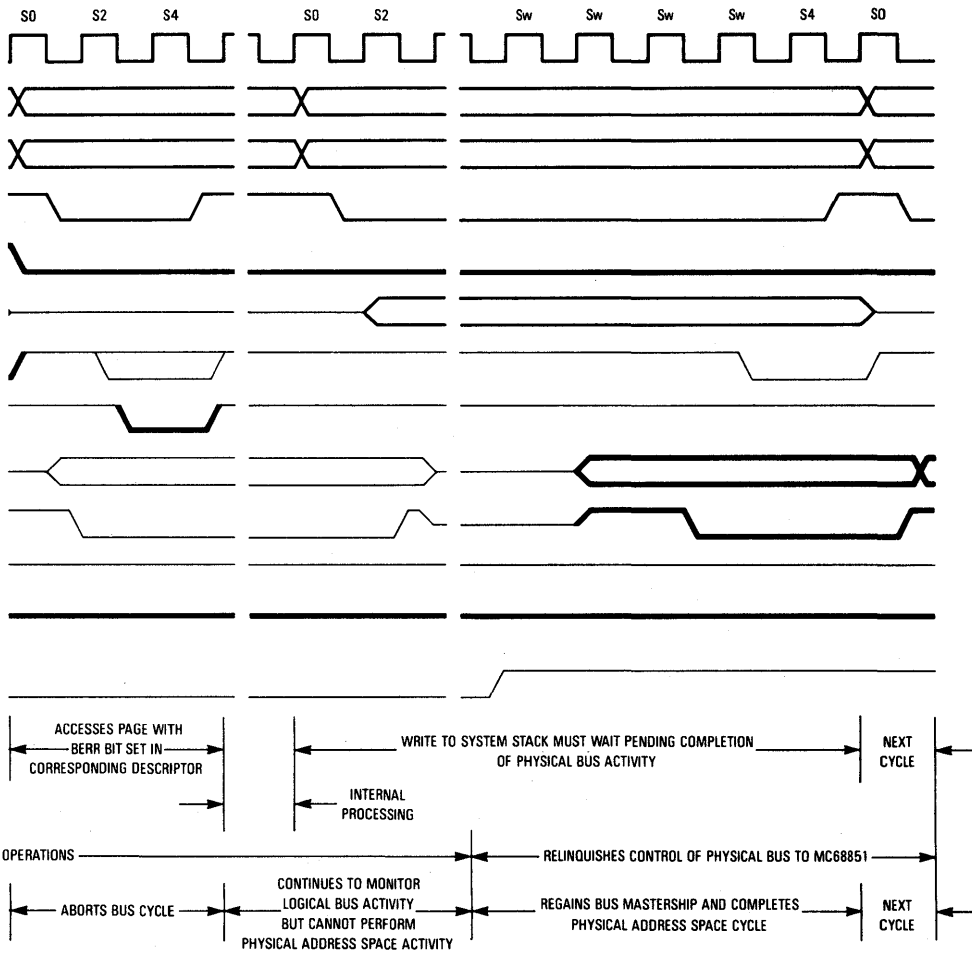 S0 S2 S4 S0 S2 Sw Sw Sw Sw S4 S0
ACCESSES PAGE WITH
BERR BIT SET IN
CORRESPONDING DESCRIPTOR
WRITE TO SYSTEM STACK MUST WAIT PENDING COMPLETION
OF PHYSICAL BUS ACTIVITY
NEXT
CYCLE
INTERNAL
PROCESSING
OPERATIONS
RELINQUISHES CONTROL OF PHYSICAL BUS TO MC68851
ABORTS BUS CYCLE
CONTINUES TO MONITOR
LOGICAL BUS ACTIVITY
BUT CANNOT PERFORM
PHYSICAL ADDRESS SPACE ACTIVITY
REGAINS BUS MASTERSHIP AND COMPLETES
PHYSICAL ADDRESS SPACE CYCLE
NEXT
CYCLE